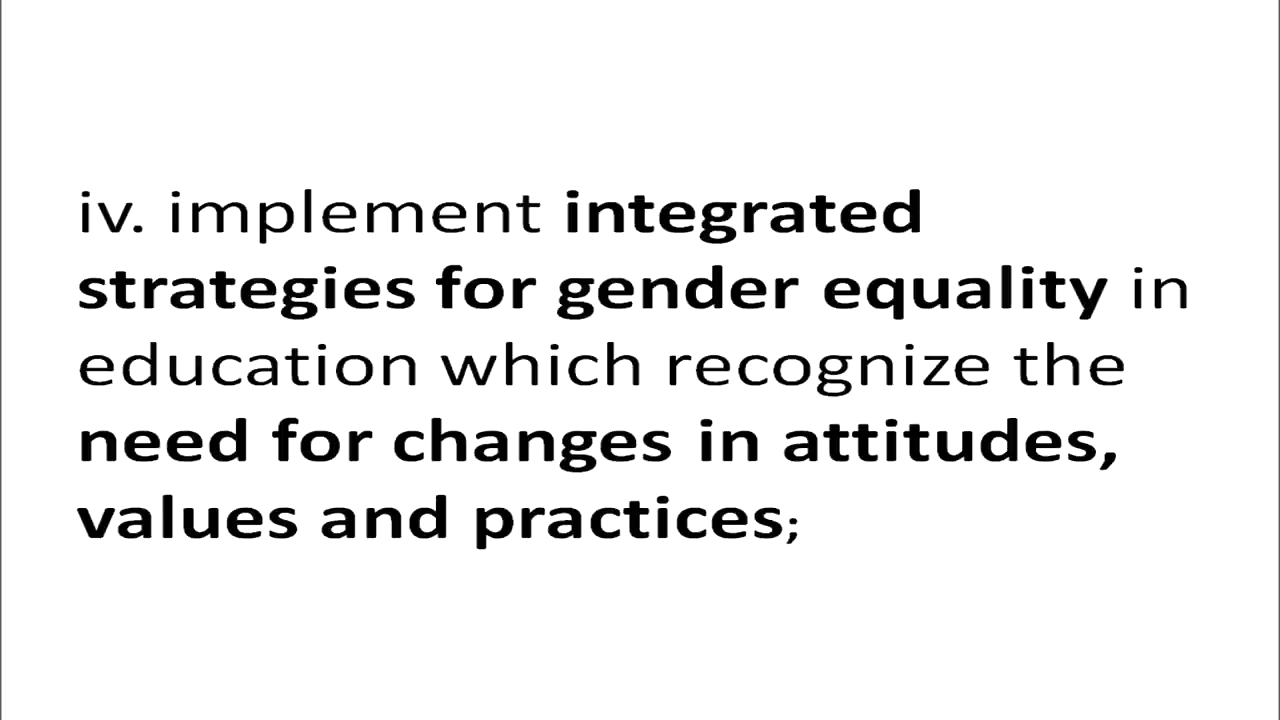 iv. implement integrated
strategies for gender equality in
education which recognize the
need for changes in attitudes,
values and practices;